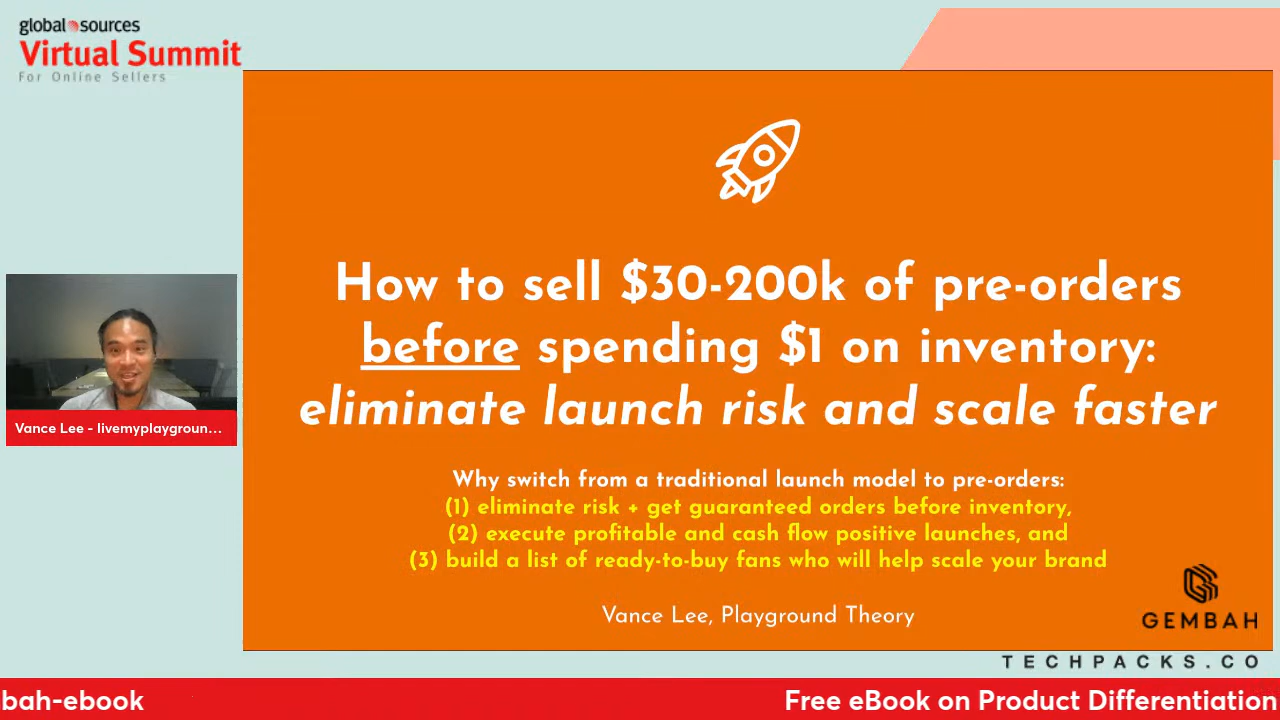 global sources
Virtual Summit
For Online Sellers
How to sell $30-200k of pre-orders
before spending $1 on inventory:
eliminate launch risk and scale faster
Why switch from a traditional launch model to pre-orders:
(1) eliminate risk + get guaranteed orders before inventory,
(2) execute profitable and cash flow positive launches, and
(3) build a list of ready-to-buy fans who will help scale your brand
Vance Lee, Playground Theory
GEMBAH
Vance Lee - livemyplaygroun...
TECHPACKS.CO
bah-ebook
Free eBook on Product Differentiation